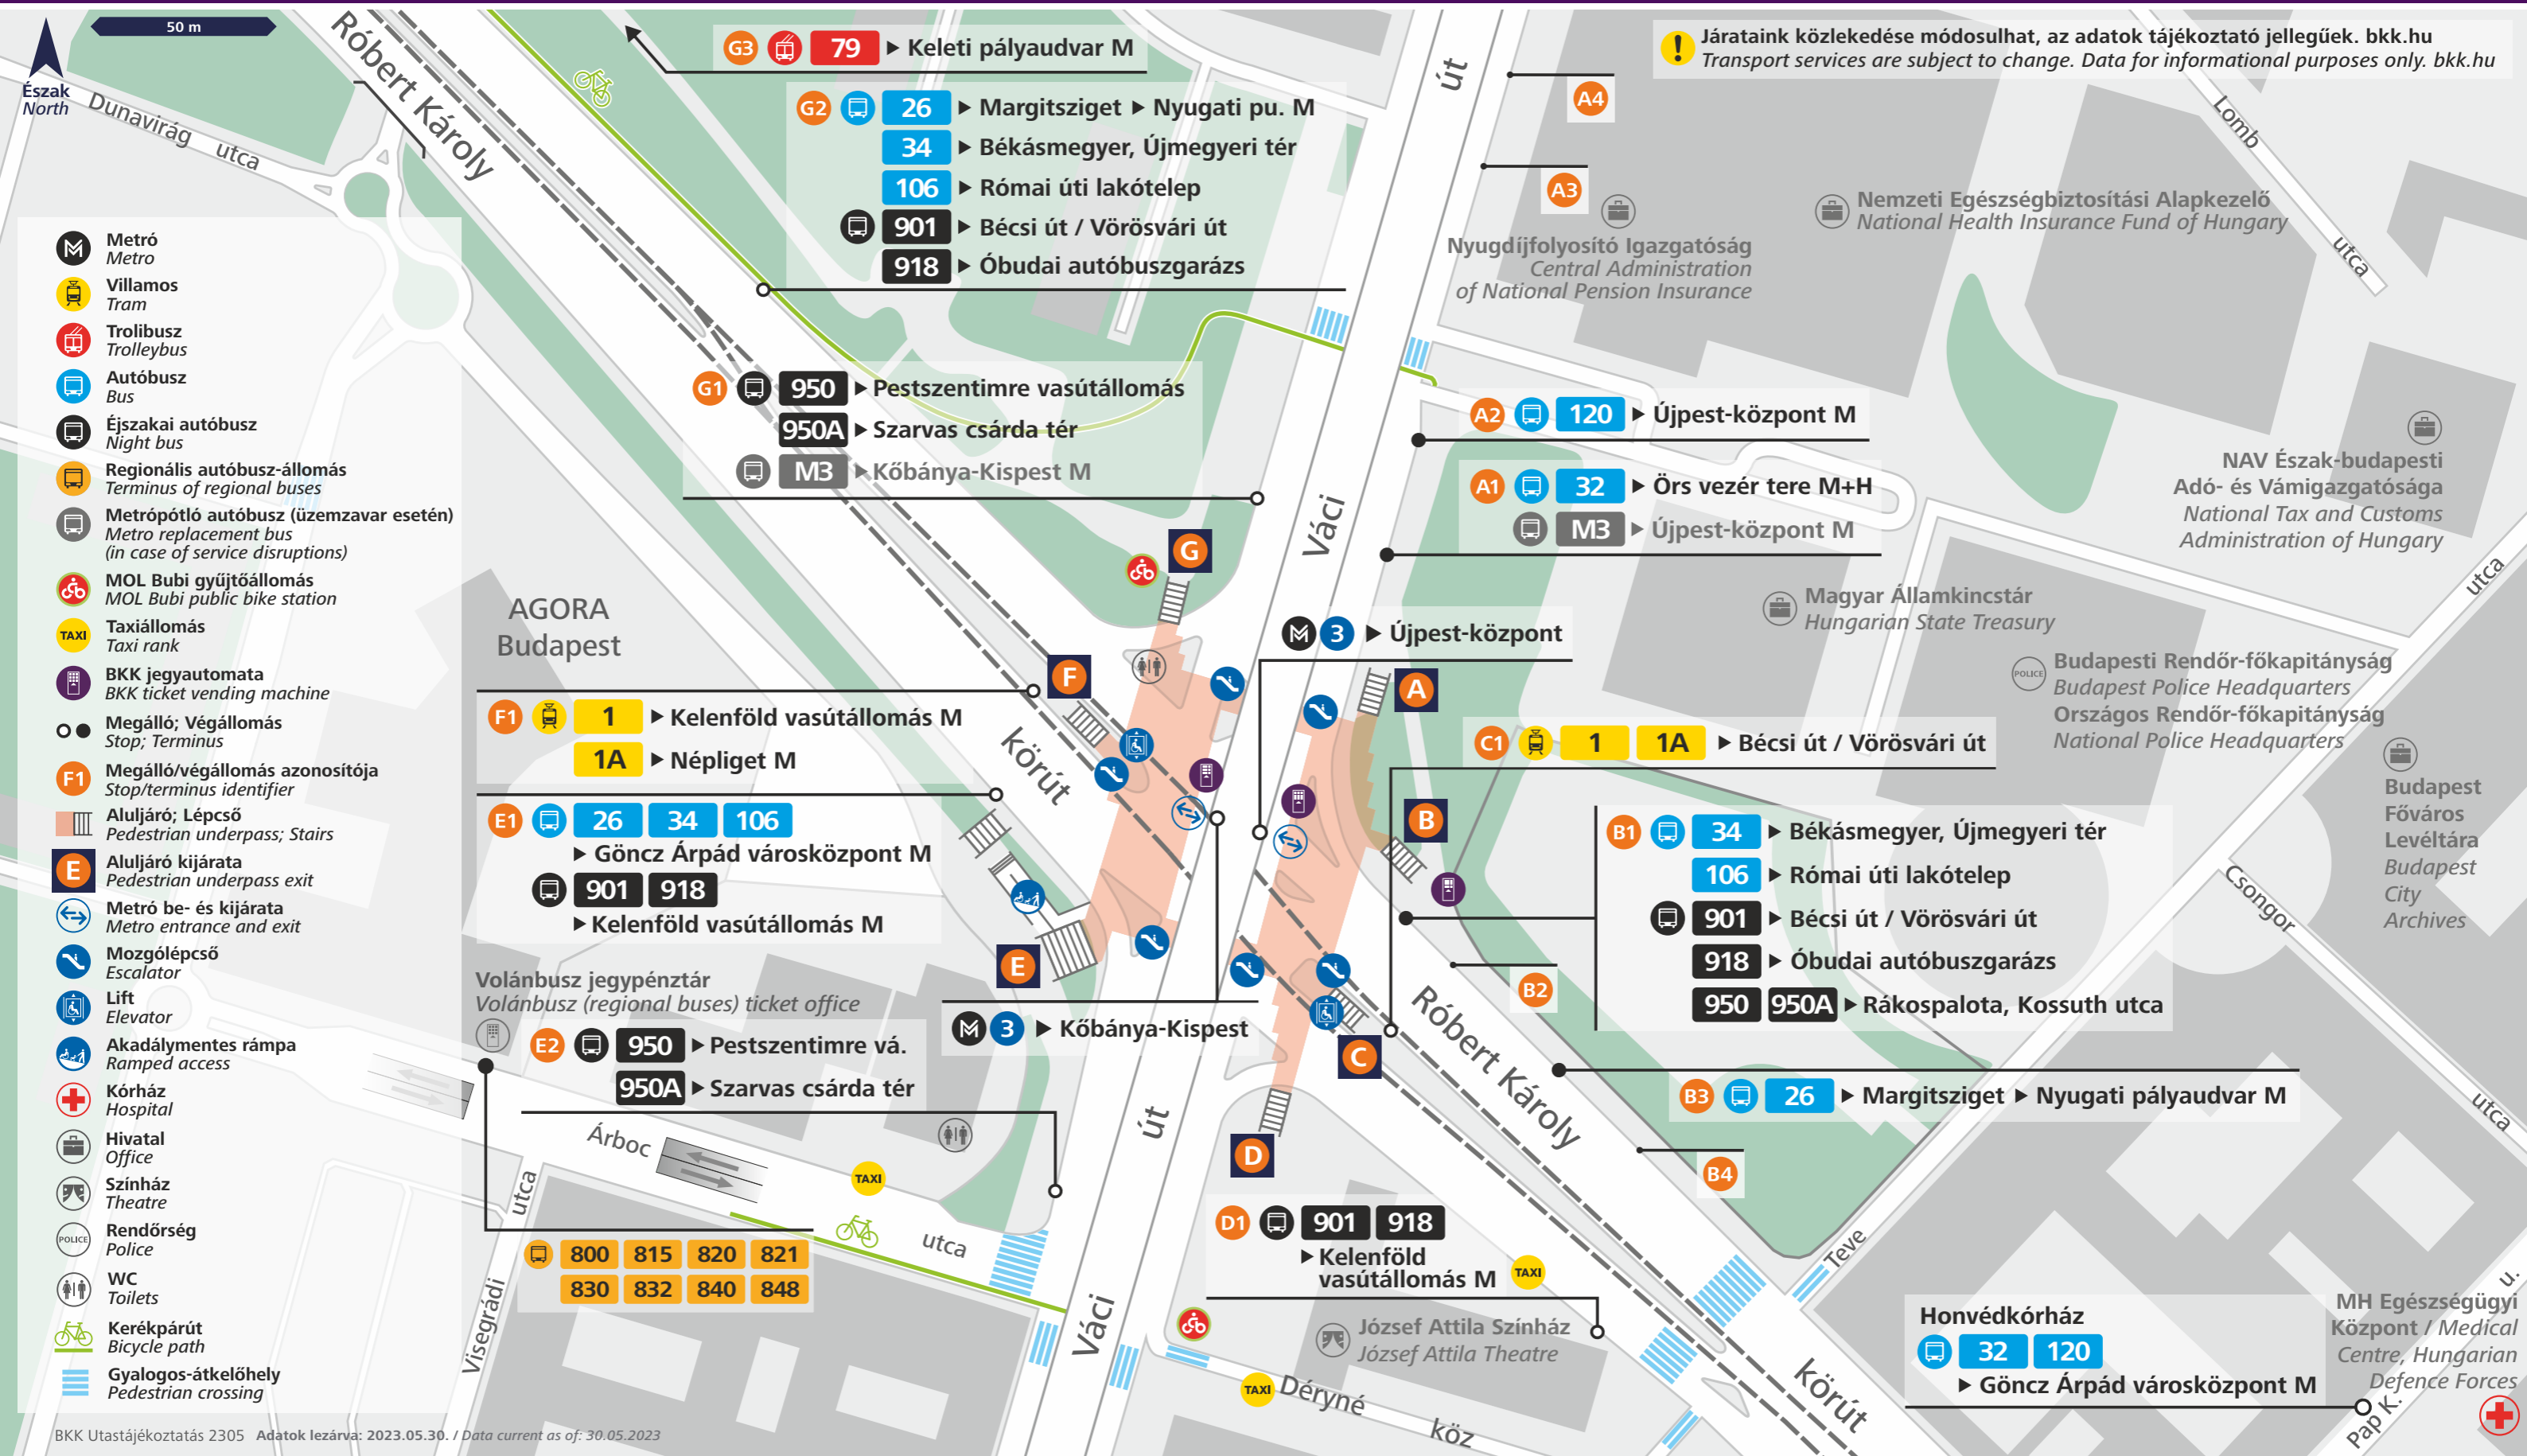 50 m
Észak
North
Dunavirág utca
Róbert Károly
G3 79 Keleti pályaudvar M
G2 26 Margitsziget Nyugati pu. M
34 Békásmegyer, Újmegyeri tér
106 Római úti lakótelep
901 Bécsi út / Vörösvári út
918 Óbudai autóbuszgarázs
út
A4
A3
! Járataink közlekedése módosulhat, az adatok tájékoztató jellegűek. bkk.hu
Transport services are subject to change. Data for informational purposes only. bkk.hu
Lomb
utca
Nyugdíjfolyosító Igazgatóság
Central Administration
of National Pension Insurance
Nemzeti Egészségbiztosítási Alapkezelő
National Health Insurance Fund of Hungary
Metró
Metro
Villamos
Tram
Trolibusz
Trolleybus
Autóbusz
Bus
Éjszakai autóbusz
Night bus
Regionális autóbusz-állomás
Terminus of regional buses
Metrópótló autóbusz (üzemzavar esetén)
Metro replacement bus
(in case of service disruptions)
MOL Bubi gyűjtőállomás
MOL Bubi public bike station
TAXI
Taxiállomás
Taxi rank
BKK jegyautomata
BKK ticket vending machine
Megálló; Végállomás
Stop; Terminus
F1
Megálló/végállomás azonosítója
Stop/terminus identifier
Aluljáró; Lépcső
Pedestrian underpass; Stairs
E
Aluljáró kijárata
Pedestrian underpass exit
Metró be- és kijárata
Metro entrance and exit
Mozgólépcső
Escalator
Lift
Elevator
Akadálymentes rámpa
Ramped access
Kórház
Hospital
Hivatal
Office
Színház
Theatre
POLICE
Rendőrség
Police
WC
Toilets
Kerékpárút
Bicycle path
Gyalogos-átkelőhely
Pedestrian crossing
G1 950 Pestszentimre vasútállomás
950A Szarvas csárda tér
M3 Kőbánya-Kispest M
Váci
A2 120 Újpest-központ M
A1 32 Örs vezér tere M+H
M3 Újpest-központ M
NAV Észak-budapesti
Adó- és Vámigazgatósága
National Tax and Customs
Administration of Hungary
utca
G
AGORA
Budapest
M 3 Újpest-központ
Magyar Államkincstár
Hungarian State Treasury
POLICE
Budapesti Rendőr-főkapitányság
Budapest Police Headquarters
Országos Rendőr-főkapitányság
National Police Headquarters
F
A
F1 1 Kelenföld vasútállomás M
1A Népliget M
körút
C1 1 1A Bécsi út / Vörösvári út
Budapest
Főváros
Levéltára
Budapest
City
Archives
E1 26 34 106
Göncz Árpád városközpont M
901 918
Kelenföld vasútállomás M
B
B1 34 Békásmegyer, Újmegyeri tér
106 Római úti lakótelep
901 Bécsi út / Vörösvári út
918 Óbudai autóbuszgarázs
950 950A Rákospalota, Kossuth utca
Csongor
utca
E
B2
Róbert Károly
Volánbusz jegypénztár
Volánbusz (regional buses) ticket office
E2 950 Pestszentimre vá.
950A Szarvas csárda tér
M 3 Kőbánya-Kispest
C
B3 26 Margitsziget Nyugati pályaudvar M
út
D
Árboc
utca
TAXI
B4
Visegrádi
utca
800 815 820 821
830 832 840 848
D1 901 918
Kelenföld
vasútállomás M
TAXI
Teve
Váci
József Attila Színház
József Attila Theatre
TAXI
Déryné
köz
körút
Honvédkórház
32 120
Göncz Árpád városközpont M
MH Egészségügyi
Központ / Medical
Centre, Hungarian
Defence Forces
Pap K.
u.
BKK Utastájékoztatás 2305 Adatok lezárva: 2023.05.30. / Data current as of: 30.05.2023